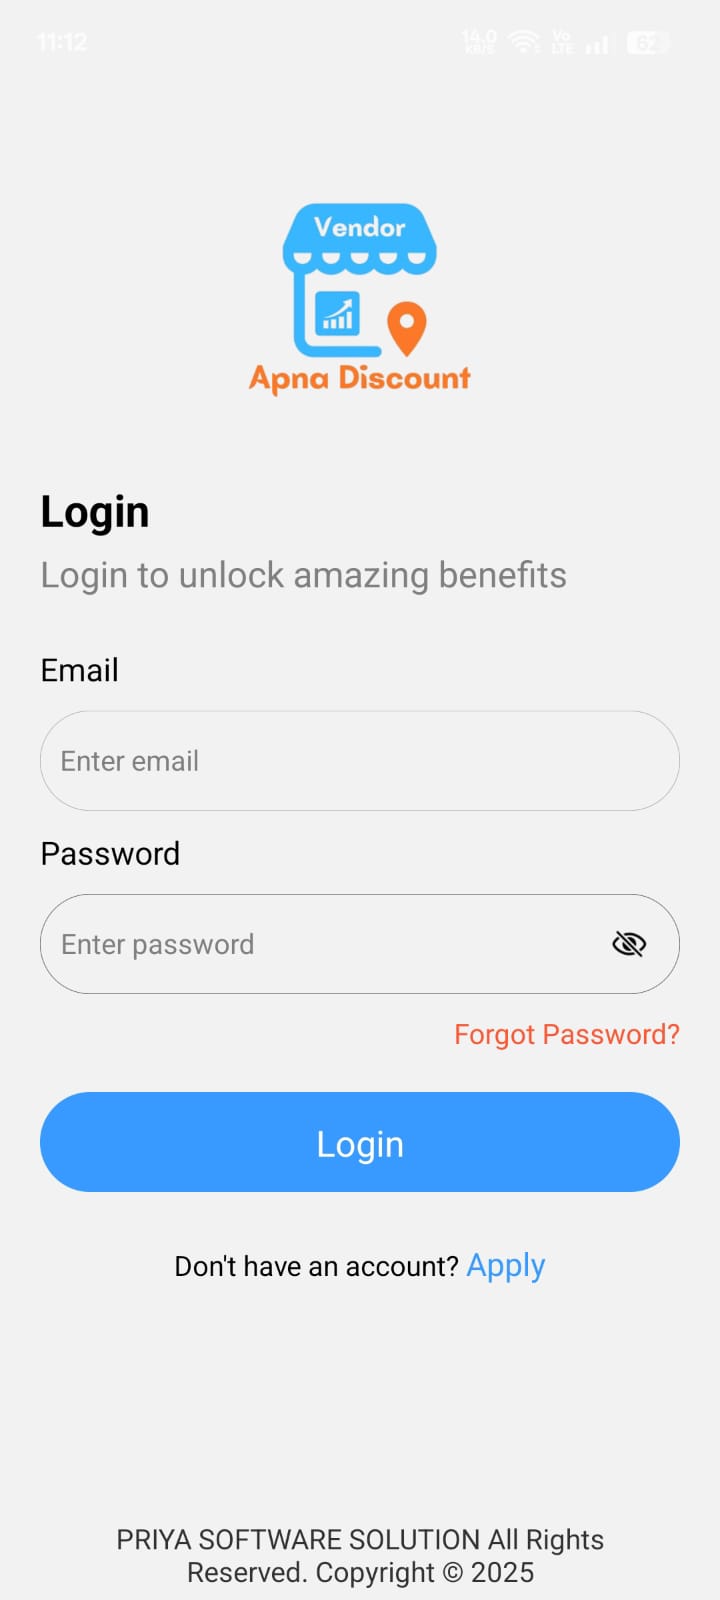 11:12
14.0
KB/S
Vo
LTE
62
Vendor
Apna Discount
Login
Login to unlock amazing benefits
Email
Enter email
Password
Enter password
Forgot Password?
Login
Don't have an account? Apply
PRIYA SOFTWARE SOLUTION All Rights
Reserved. Copyright © 2025